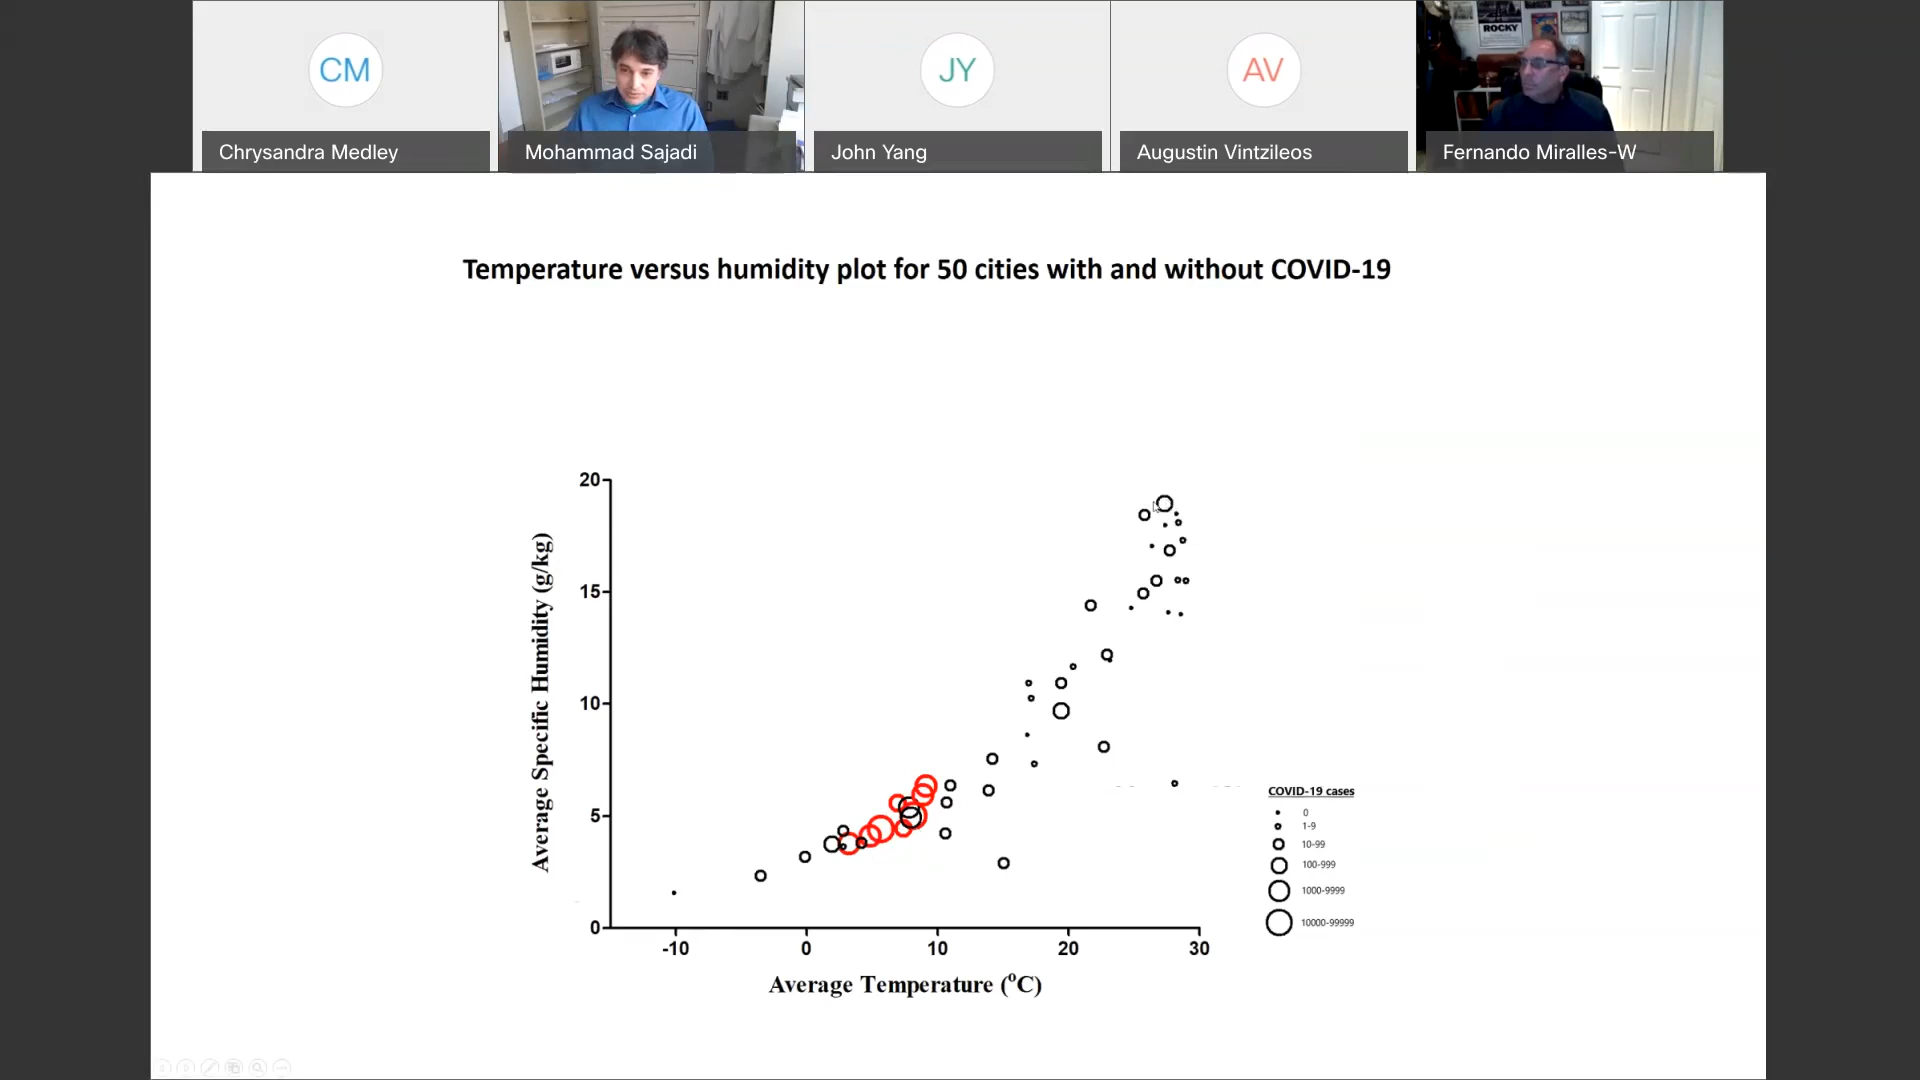 CM
JY
AV
ROCKY
Chrysandra Medley
Mohammad Sajadi
John Yang
Augustin Vintzileos
Fernando Miralles-W
Temperature versus humidity plot for 50 cities with and without COVID-19
20
15
10
5
0
Average Specific Humidity (g/kg)
-10
0
10
20
30
Average Temperature (°C)
COVID-19 cases
0
1-9
10-99
100-999
1000-9999
10000-99999